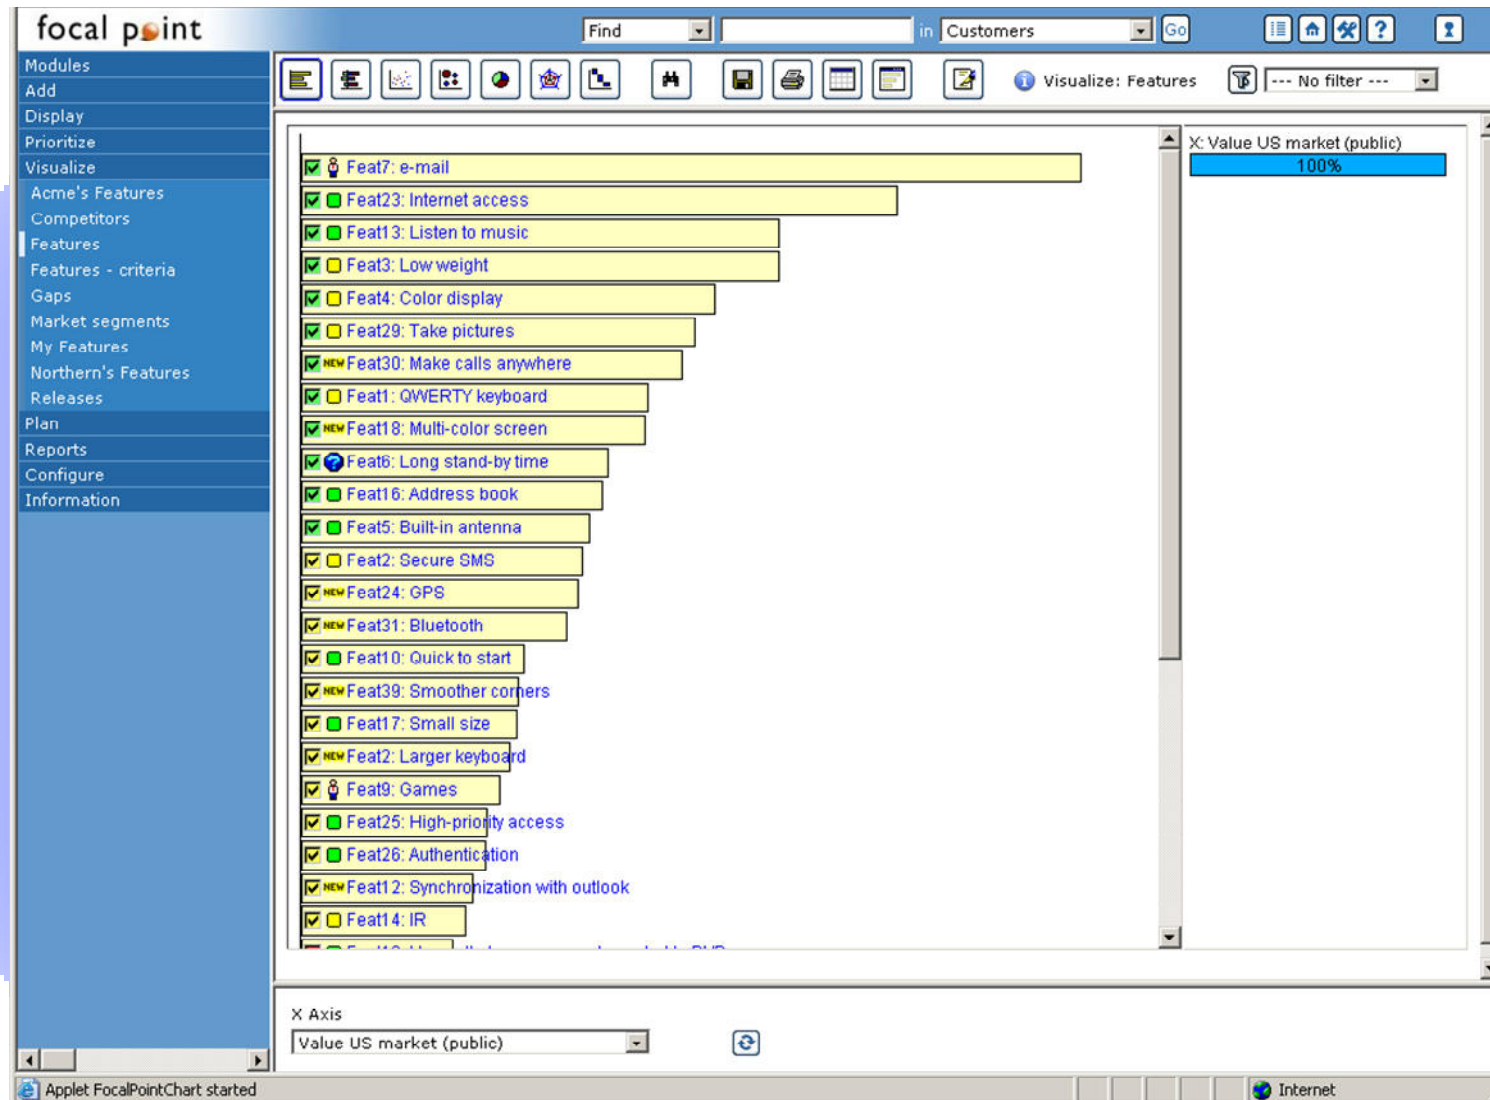 focal point
Find
in Customers
Go
?
Modules
Add
Display
Prioritize
Visualize
Acme's Features
Competitors
Features
Features - criteria
Gaps
Market segments
My Features
Northern's Features
Releases
Plan
Reports
Configure
Information
Visualize: Features
--- No filter ---
Feat7: e-mail
Feat23: Internet access
Feat13: Listen to music
Feat3: Low weight
Feat4: Color display
Feat29: Take pictures
NEW Feat30: Make calls anywhere
Feat1: QWERTY keyboard
NEW Feat18: Multi-color screen
? Feat6: Long stand-by time
Feat16: Address book
Feat5: Built-in antenna
Feat2: Secure SMS
NEW Feat24: GPS
NEW Feat31: Bluetooth
Feat10: Quick to start
NEW Feat39: Smoother corners
Feat17: Small size
NEW Feat2: Larger keyboard
Feat9: Games
Feat25: High-priority access
Feat26: Authentication
NEW Feat12: Synchronization with outlook
Feat14: IR
X: Value US market (public)
100%
X Axis
Value US market (public)
Applet FocalPointChart started
Internet